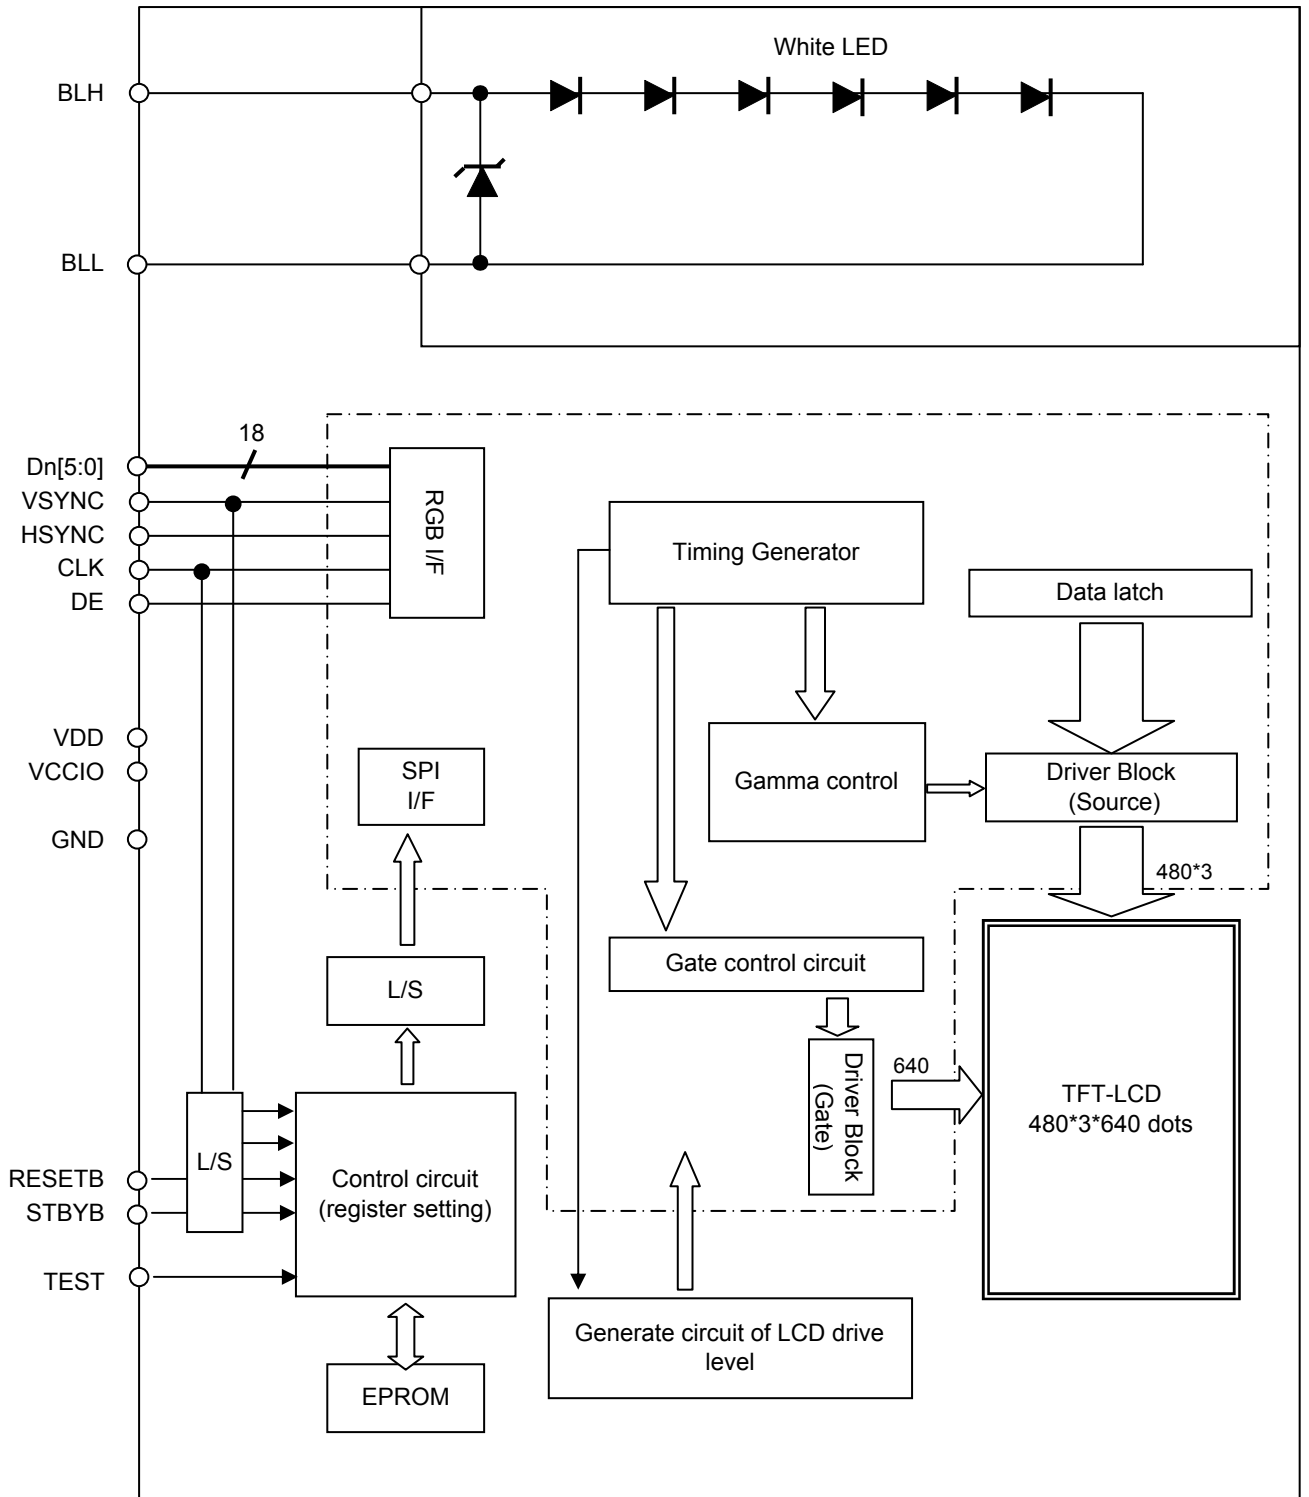 White LED
BLH
BLL
18
Dn[5:0]
VSYNC
HSYNC
CLK
DE
RGB I/F
Timing Generator
Data latch
VDD
VCCIO
GND
SPI
I/F
Gamma control
Driver Block
(Source)
480*3
Gate control circuit
L/S
Driver Block
(Gate)
640
TFT-LCD
480*3*640 dots
L/S
RESETB
STBYB
TEST
Control circuit
(register setting)
Generate circuit of LCD drive
level
EPROM